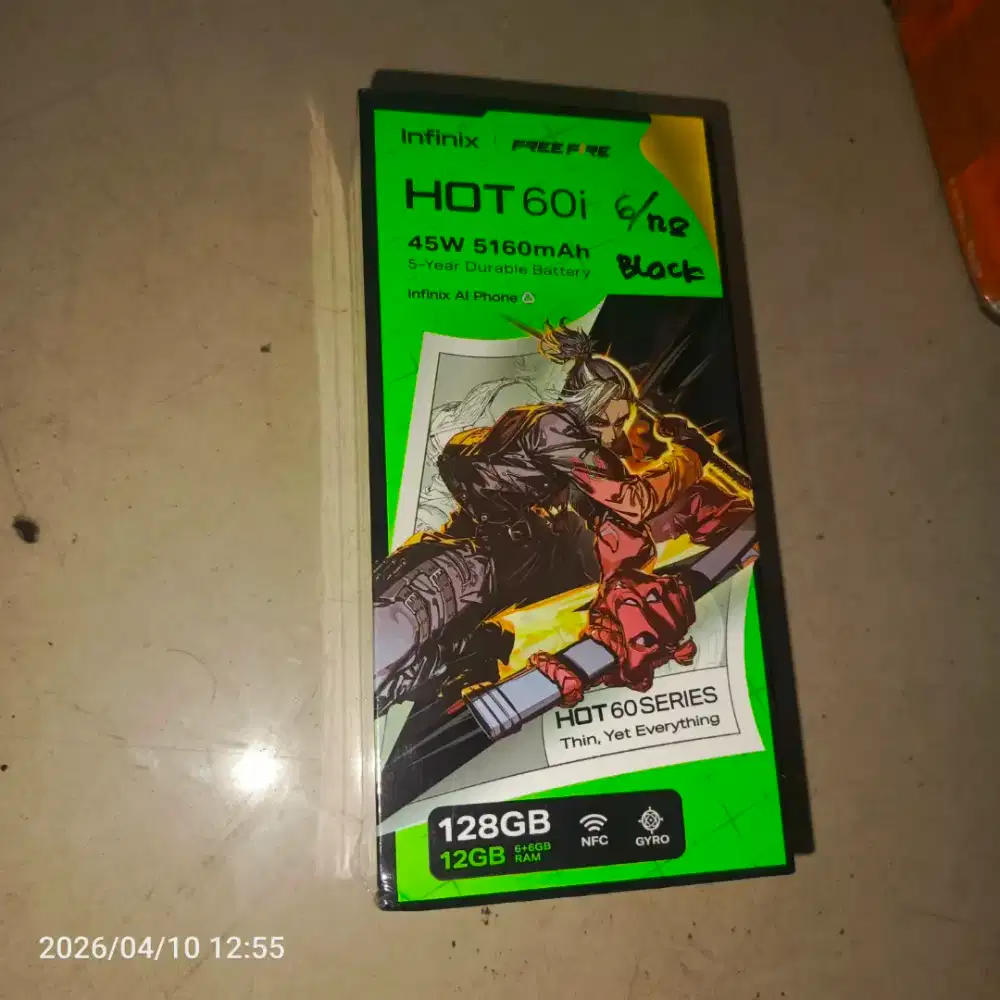 Infinix | FREE FIRE
HOT 60i 6/128
45W 5160mAh
5-Year Durable Battery
Black
Infinix AI Phone
HOT 60 SERIES
Thin, Yet Everything
128GB
12GB 6+6GB RAM
NFC
GYRO
2026/04/10 12:55